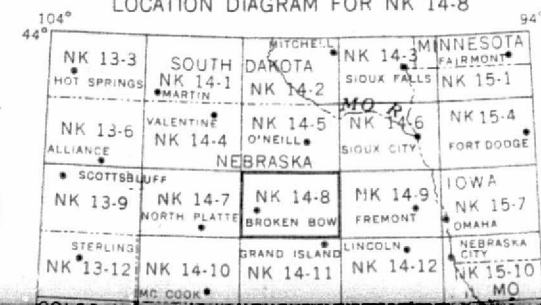 LOCATION DIAGRAM FOR NK 14-8
104°
94°
44°
NK 13-3
HOT SPRINGS
SOUTH DAKOTA
NK 14-1
MARTIN
MITCHELL
NK 14-2
NK 14-3
SIOUX FALLS
MINNESOTA
FAIRMONT
NK 15-1
MO R
NK 13-6
ALLIANCE
VALENTINE
NK 14-4
NK 14-5
O'NEILL
NK 14-6
SIOUX CITY
NK 15-4
FORT DODGE
NEBRASKA
SCOTTSBLUFF
NK 13-9
NK 14-7
NORTH PLATTE
NK 14-8
BROKEN BOW
NK 14-9
FREMONT
IOWA
NK 15-7
OMAHA
STERLING
NK 13-12
NK 14-10
MC COOK
GRAND ISLAND
NK 14-11
LINCOLN
NK 14-12
NEBRASKA CITY
NK 15-10
MO